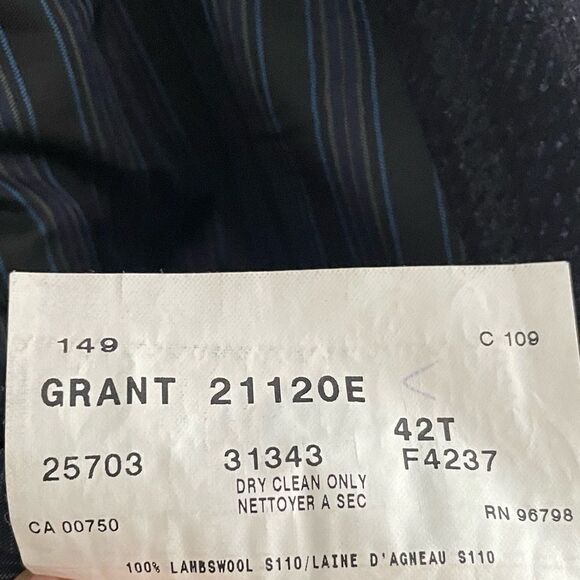 149
C 109
GRANT 21120E
42T
25703 31343 F4237
DRY CLEAN ONLY
NETTOYER A SEC
CA 00750
RN 96798
100% LAHBSWOOL S110/LAINE D'AGNEAU S110